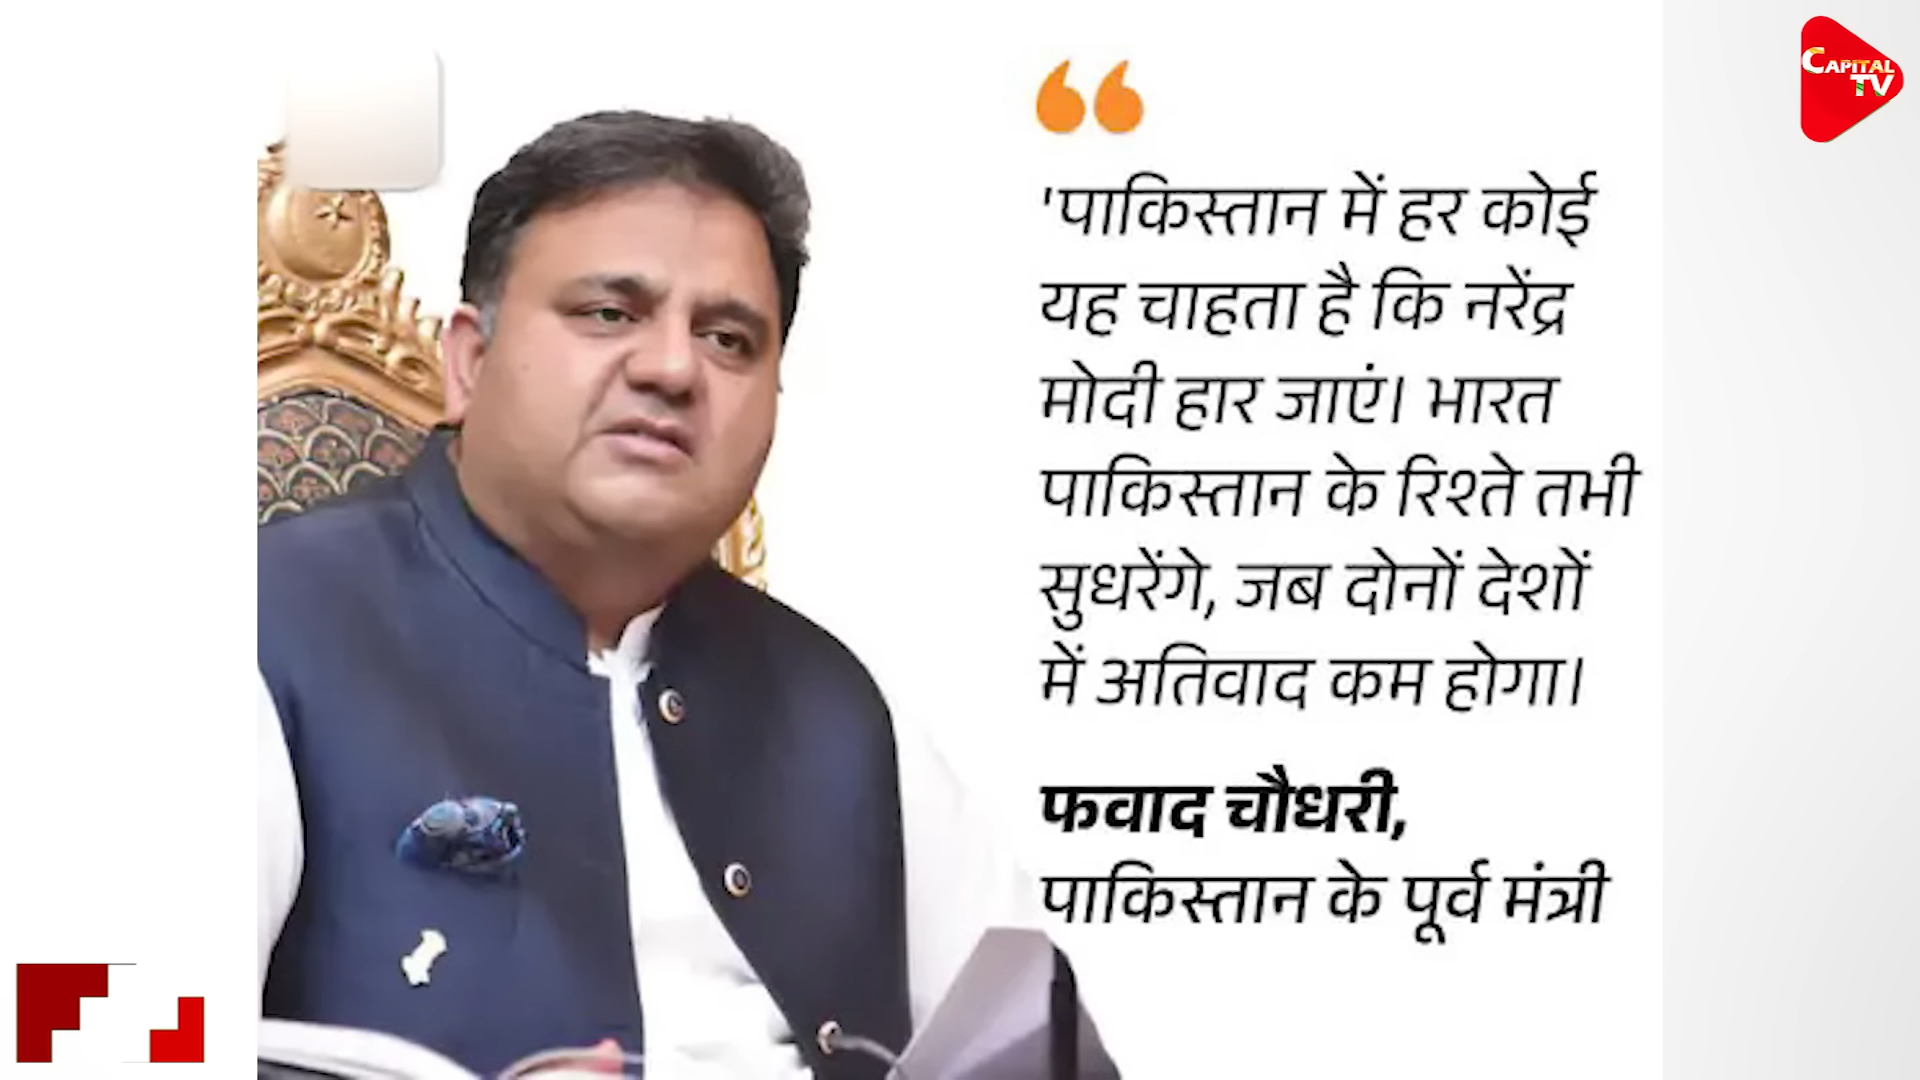 CAPITAL
TV
'पाकिस्तान में हर कोई
यह चाहता है कि नरेंद्र
मोदी हार जाएं। भारत
पाकिस्तान के रिश्ते तभी
सुधरेंगे, जब दोनों देशों
में अतिवाद कम होगा।
फवाद चौधरी,
पाकिस्तान के पूर्व मंत्री